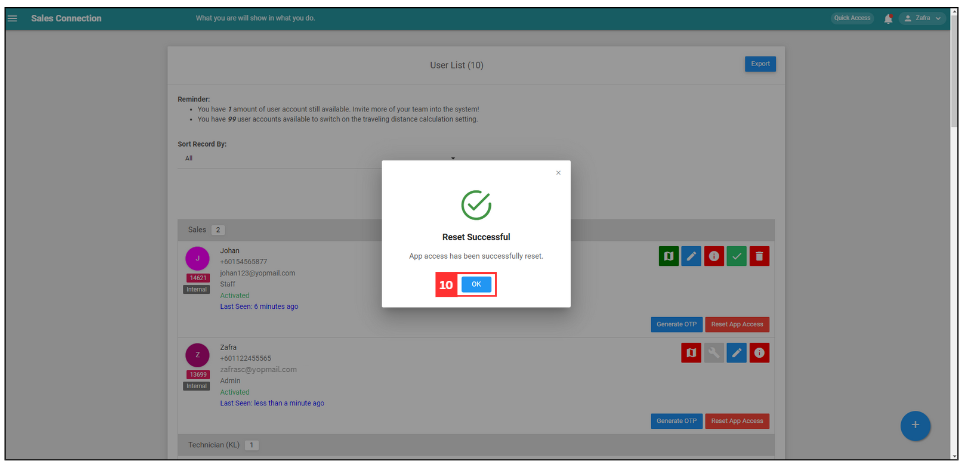 Sales Connection
What you are will show in what you do.
Quick Access
Zafra
User List (10)
Export
Reminder:
You have 1 amount of user account still available. Invite more of your team into the system!
You have 99 user accounts available to switch on the traveling distance calculation setting.
Sort Record By:
All
×
Reset Successful
App access has been successfully reset.
10 OK
Sales 2
J
Johan
+60154565877
johan123@yopmail.com
14621
Staff
Internal
Activated
Last Seen: 6 minutes ago
Generate OTP Reset App Access
Z
Zafra
+601122455565
zafrasc@yopmail.com
13699
Admin
Internal
Activated
Last Seen: less than a minute ago
Generate OTP Reset App Access
Technician (KL) 1
+